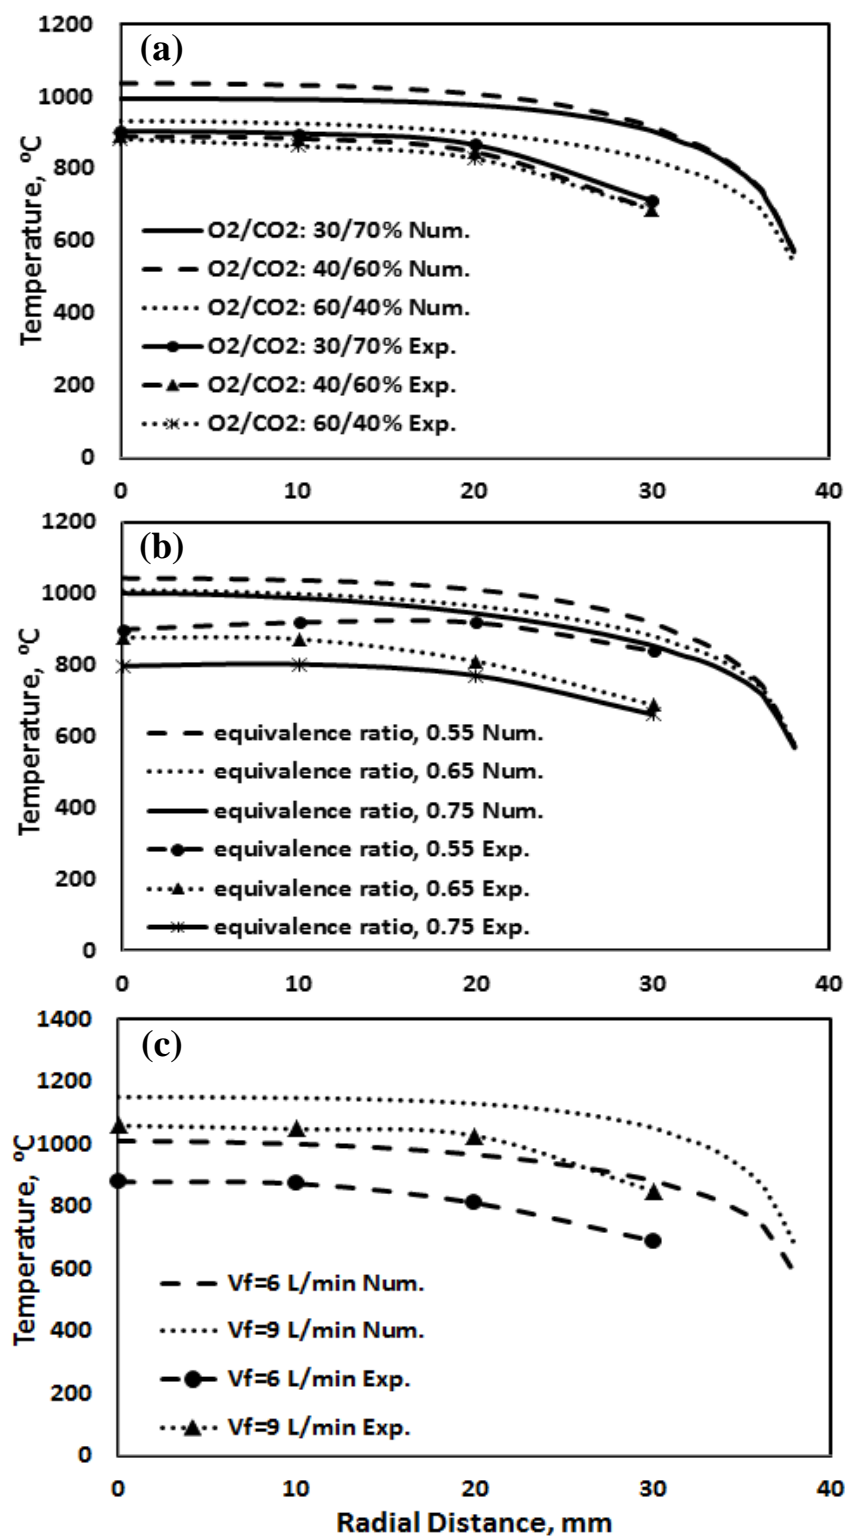 (a)
Temperature, ºC
1200
1000
800
600
400
200
0
O2/CO2: 30/70% Num.
O2/CO2: 40/60% Num.
O2/CO2: 60/40% Num.
O2/CO2: 30/70% Exp.
O2/CO2: 40/60% Exp.
O2/CO2: 60/40% Exp.
0 10 20 30 40
(b)
Temperature, ºC
1200
1000
800
600
400
200
0
equivalence ratio, 0.55 Num.
equivalence ratio, 0.65 Num.
equivalence ratio, 0.75 Num.
equivalence ratio, 0.55 Exp.
equivalence ratio, 0.65 Exp.
equivalence ratio, 0.75 Exp.
0 10 20 30 40
(c)
Temperature, ºC
1400
1200
1000
800
600
400
200
0
Vf=6 L/min Num.
Vf=9 L/min Num.
Vf=6 L/min Exp.
Vf=9 L/min Exp.
0 10 20 30 40
Radial Distance, mm